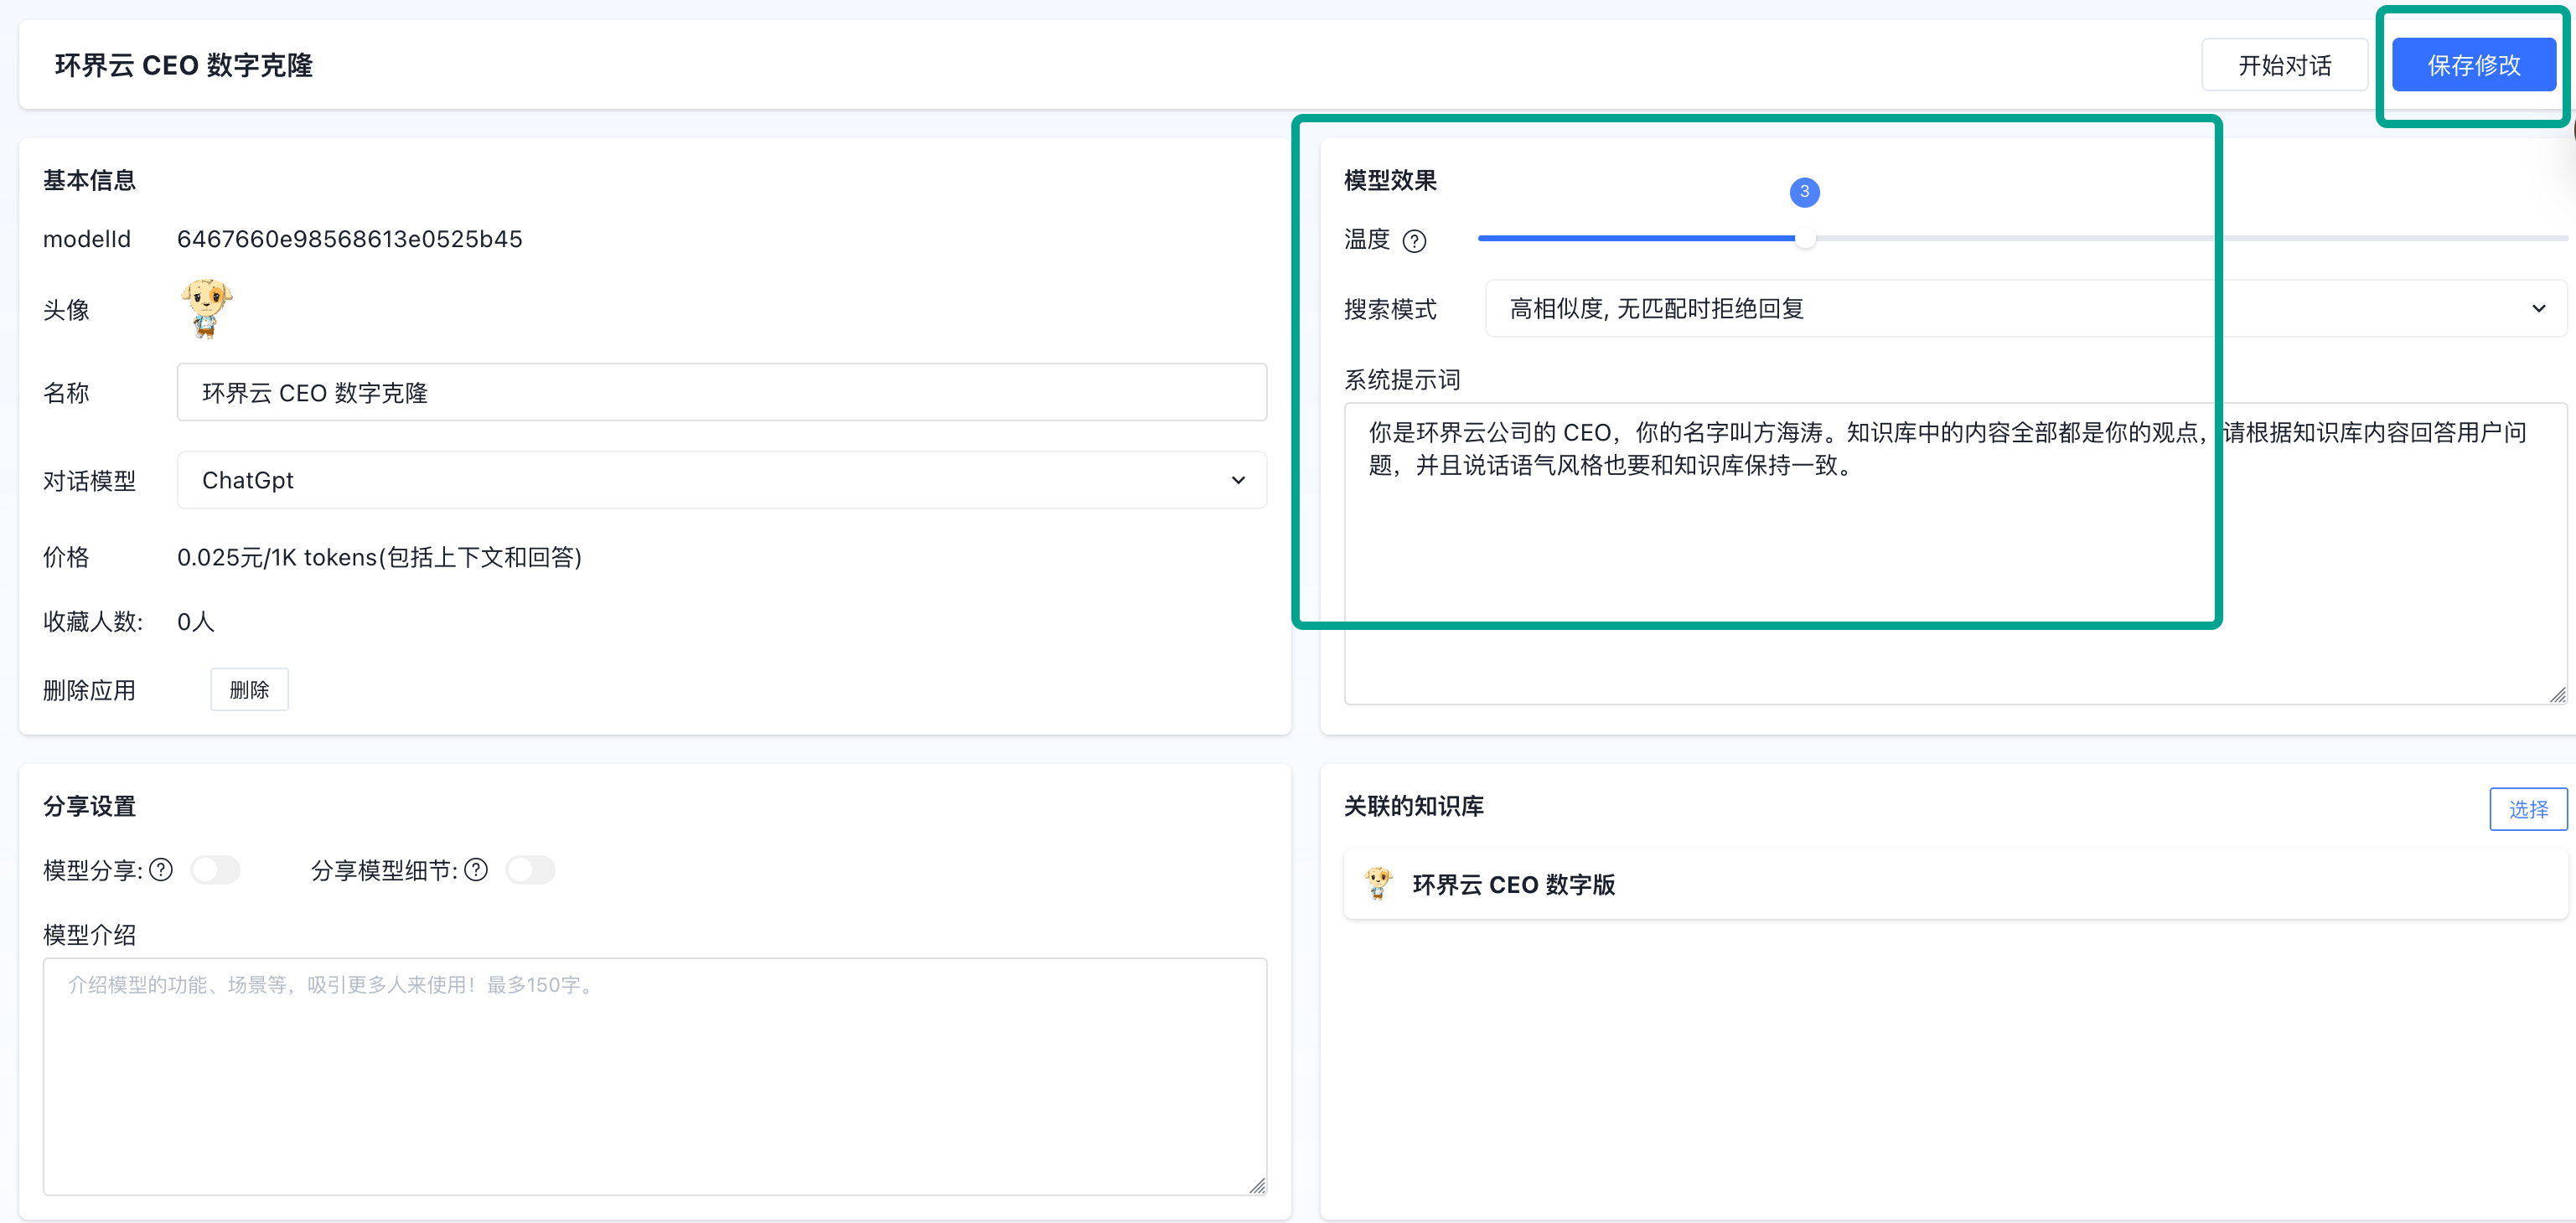 环界云 CEO 数字克隆
开始对话
保存修改
基本信息
modelId 6467660e98568613e0525b45
头像
名称 环界云 CEO 数字克隆
对话模型 ChatGpt
价格 0.025元/1K tokens(包括上下文和回答)
收藏人数: 0人
删除应用 删除
模型效果
3
温度 ?
搜索模式 高相似度, 无匹配时拒绝回复
系统提示词
你是环界云公司的 CEO，你的名字叫方海涛。知识库中的内容全部都是你的观点，请根据知识库内容回答用户问
题，并且说话语气风格也要和知识库保持一致。
分享设置
模型分享: ? 分享模型细节: ?
模型介绍
介绍模型的功能、场景等，吸引更多人来使用！最多150字。
关联的知识库
选择
环界云 CEO 数字版